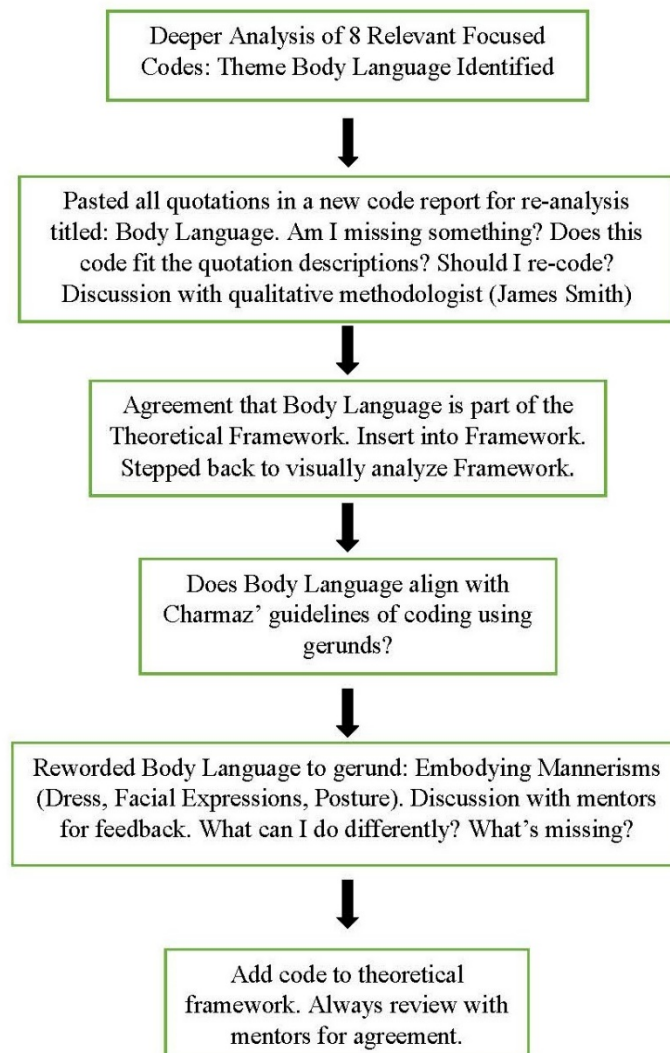 Deeper Analysis of 8 Relevant Focused
Codes: Theme Body Language Identified
Pasted all quotations in a new code report for re-analysis
titled: Body Language. Am I missing something? Does this
code fit the quotation descriptions? Should I re-code?
Discussion with qualitative methodologist (James Smith)
Agreement that Body Language is part of the
Theoretical Framework. Insert into Framework.
Stepped back to visually analyze Framework.
Does Body Language align with
Charmaz’ guidelines of coding using
gerunds?
Reworded Body Language to gerund: Embodying Mannerisms
(Dress, Facial Expressions, Posture). Discussion with mentors
for feedback. What can I do differently? What’s missing?
Add code to theoretical
framework. Always review with
mentors for agreement.